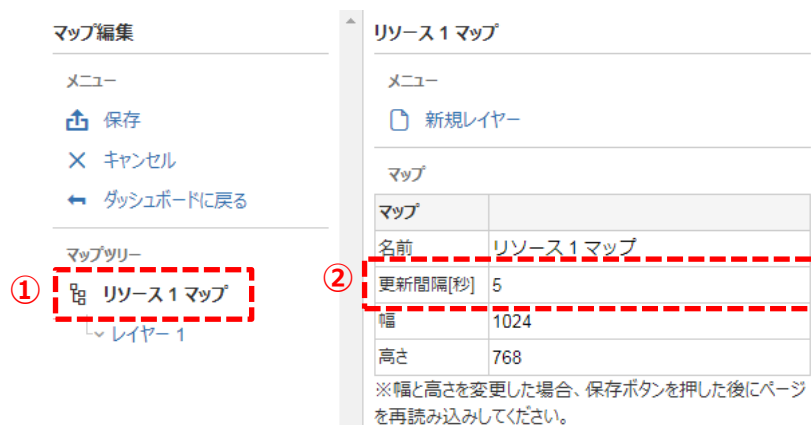 マップ編集
メニュー
保存
キャンセル
ダッシュボードに戻る
マップツリー
① リソース 1 マップ
レイヤー 1
リソース 1 マップ
メニュー
新規レイヤー
マップ
マップ
名前 リソース 1 マップ
② 更新間隔[秒] 5
幅 1024
高さ 768
※幅と高さを変更した場合、保存ボタンを押した後にページ
を再読み込みしてください。